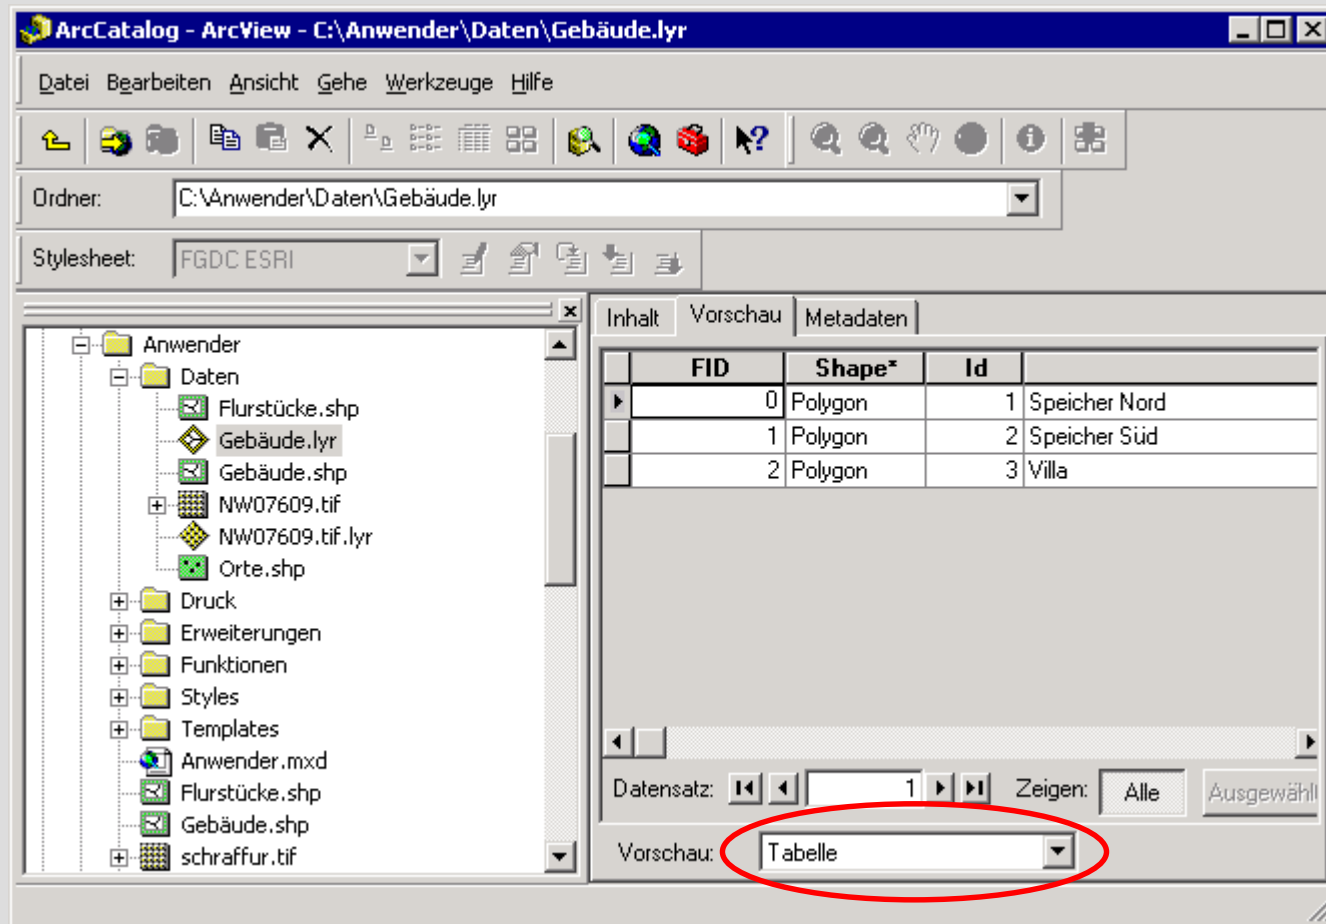 ArcCatalog - ArcView - C:\Anwender\Daten\Gebäude.lyr
Datei Bearbeiten Ansicht Gehe Werkzeuge Hilfe
Ordner: C:\Anwender\Daten\Gebäude.lyr
Stylesheet: FGDC ESRI
Anwender
Daten
Flurstücke.shp
Gebäude.lyr
Gebäude.shp
NW07609.tif
NW07609.tif.lyr
Orte.shp
Druck
Erweiterungen
Funktionen
Styles
Templates
Anwender.mxd
Flurstücke.shp
Gebäude.shp
schraffur.tif
Inhalt Vorschau Metadaten
FID Shape* Id
0 Polygon 1 Speicher Nord
1 Polygon 2 Speicher Süd
2 Polygon 3 Villa
Datensatz: 1 Zeigen: Alle Ausgewähl
Vorschau: Tabelle